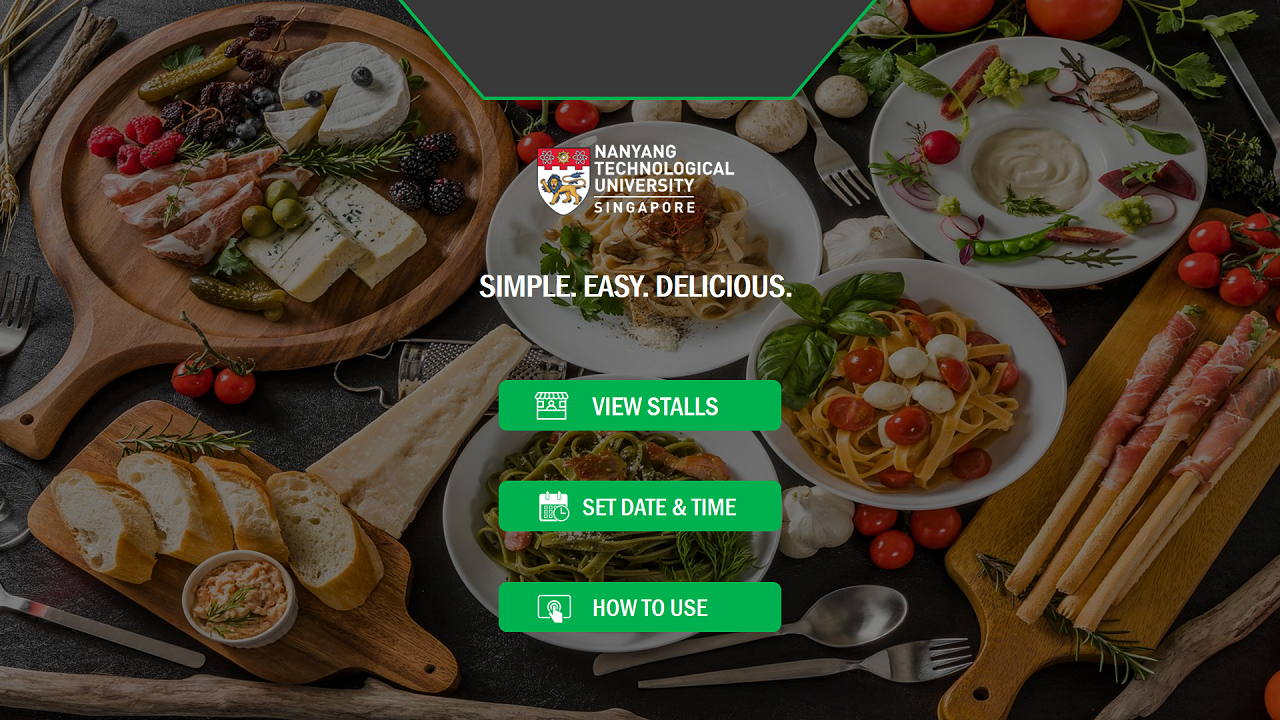 NANYANG
TECHNOLOGICAL
UNIVERSITY
SINGAPORE
SIMPLE. EASY. DELICIOUS.
VIEW STALLS
SET DATE & TIME
HOW TO USE